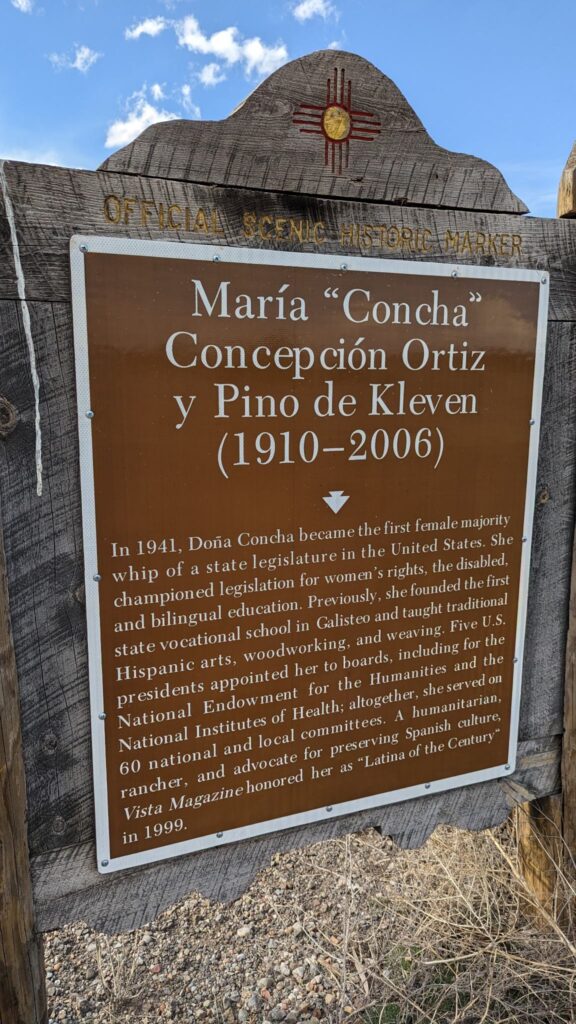 OFFICIAL SCENIC HISTORIC MARKER
María “Concha”
Concepción Ortiz
y Pino de Kleven
(1910–2006)
In 1941, Doña Concha became the first female majority
whip of a state legislature in the United States. She
championed legislation for women’s rights, the disabled,
and bilingual education. Previously, she founded the first
state vocational school in Galisteo and taught traditional
Hispanic arts, woodworking, and weaving. Five U.S.
presidents appointed her to boards, including for the
National Endowment for the Humanities and the
National Institutes of Health; altogether, she served on
60 national and local committees. A humanitarian,
rancher, and advocate for preserving Spanish culture,
Vista Magazine honored her as “Latina of the Century“
in 1999.